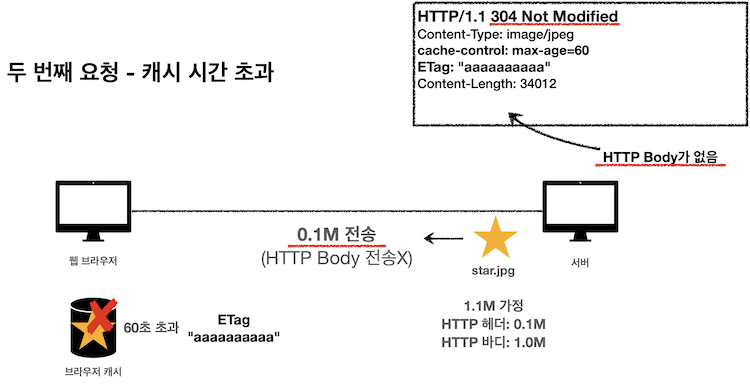 HTTP/1.1 304 Not Modified
Content-Type: image/jpeg
cache-control: max-age=60
ETag: "aaaaaaaaaa"
Content-Length: 34012
두 번째 요청 - 캐시 시간 초과
HTTP Body가 없음
0.1M 전송
(HTTP Body 전송X)
웹 브라우저
star.jpg
서버
1.1M 가정
HTTP 헤더: 0.1M
HTTP 바디: 1.0M
60초 초과
ETag
"aaaaaaaaaa"
브라우저 캐시